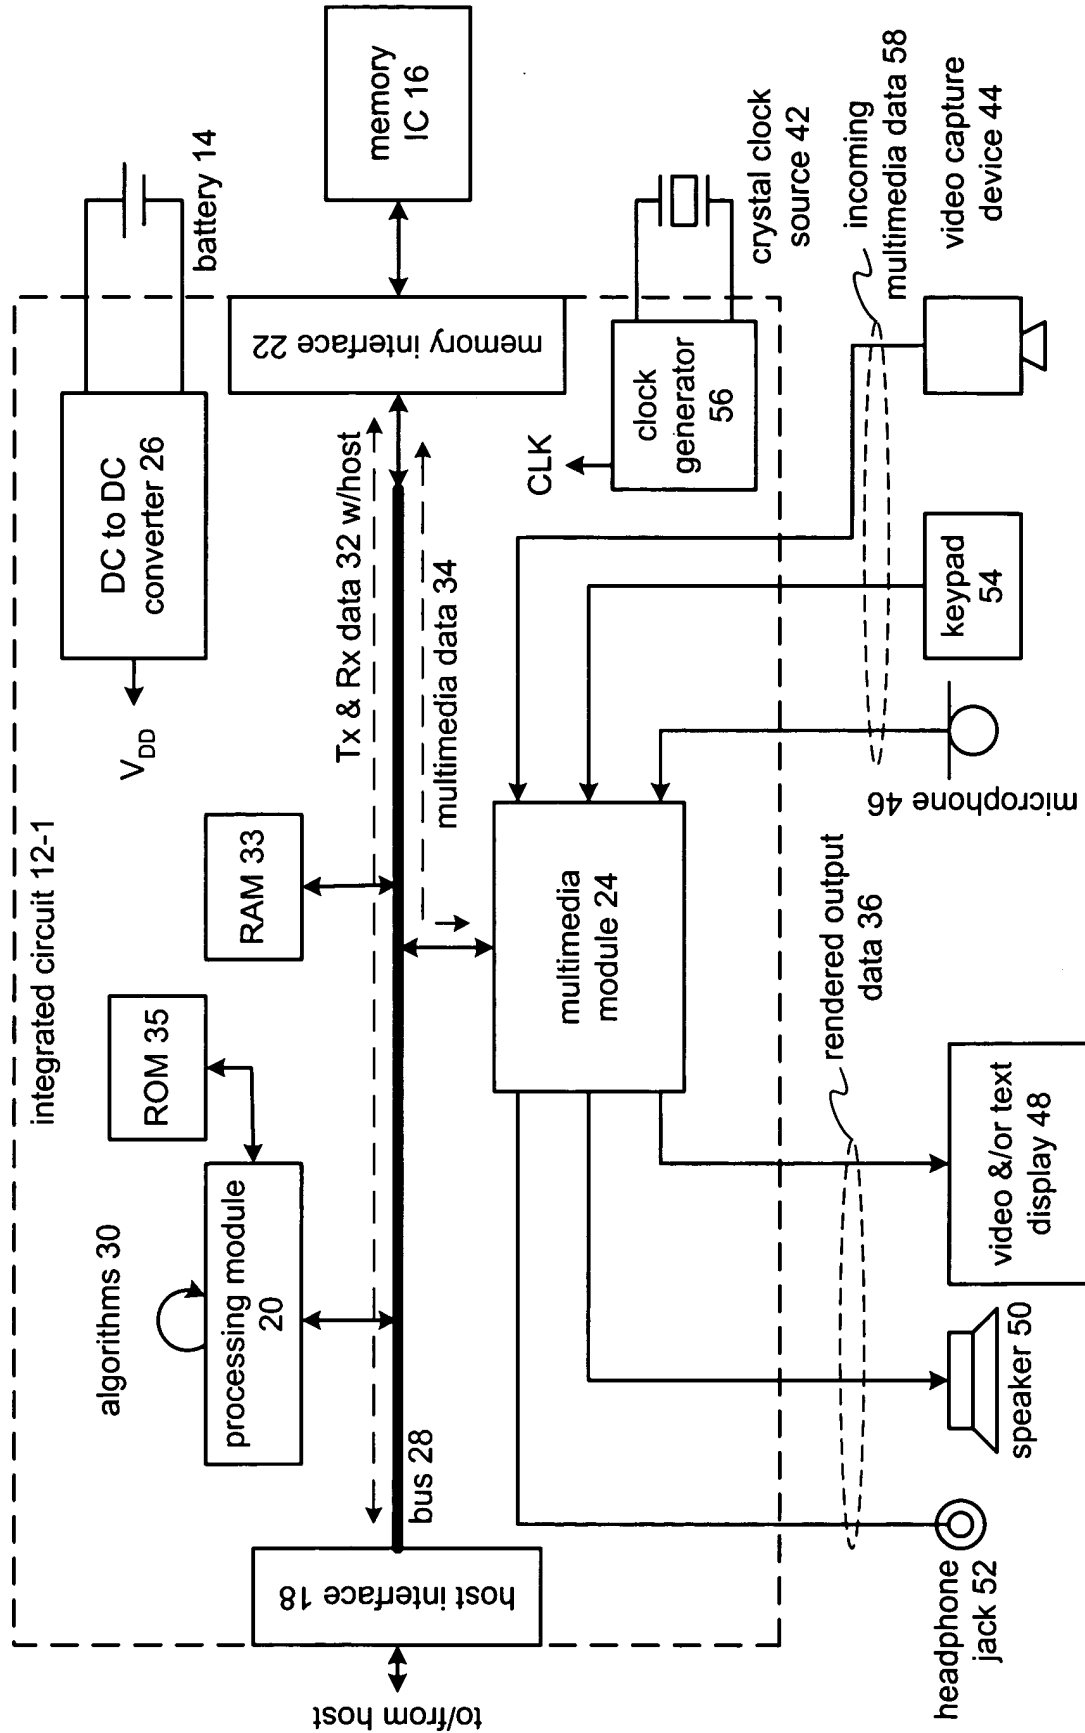 integrated circuit 12-1
algorithms 30
processing module
20
ROM 35
RAM 33
V_DD
DC to DC
converter 26
battery 14
to/from
host
host interface 18
bus 28
Tx & Rx data 32 w/host
multimedia data 34
memory interface 22
memory
IC 16
multimedia
module 24
CLK
clock
generator
56
crystal clock
source 42
rendered output
data 36
incoming
multimedia data 58
headphone
jack 52
speaker 50
video &/or text
display 48
microphone 46
keypad
54
video capture
device 44